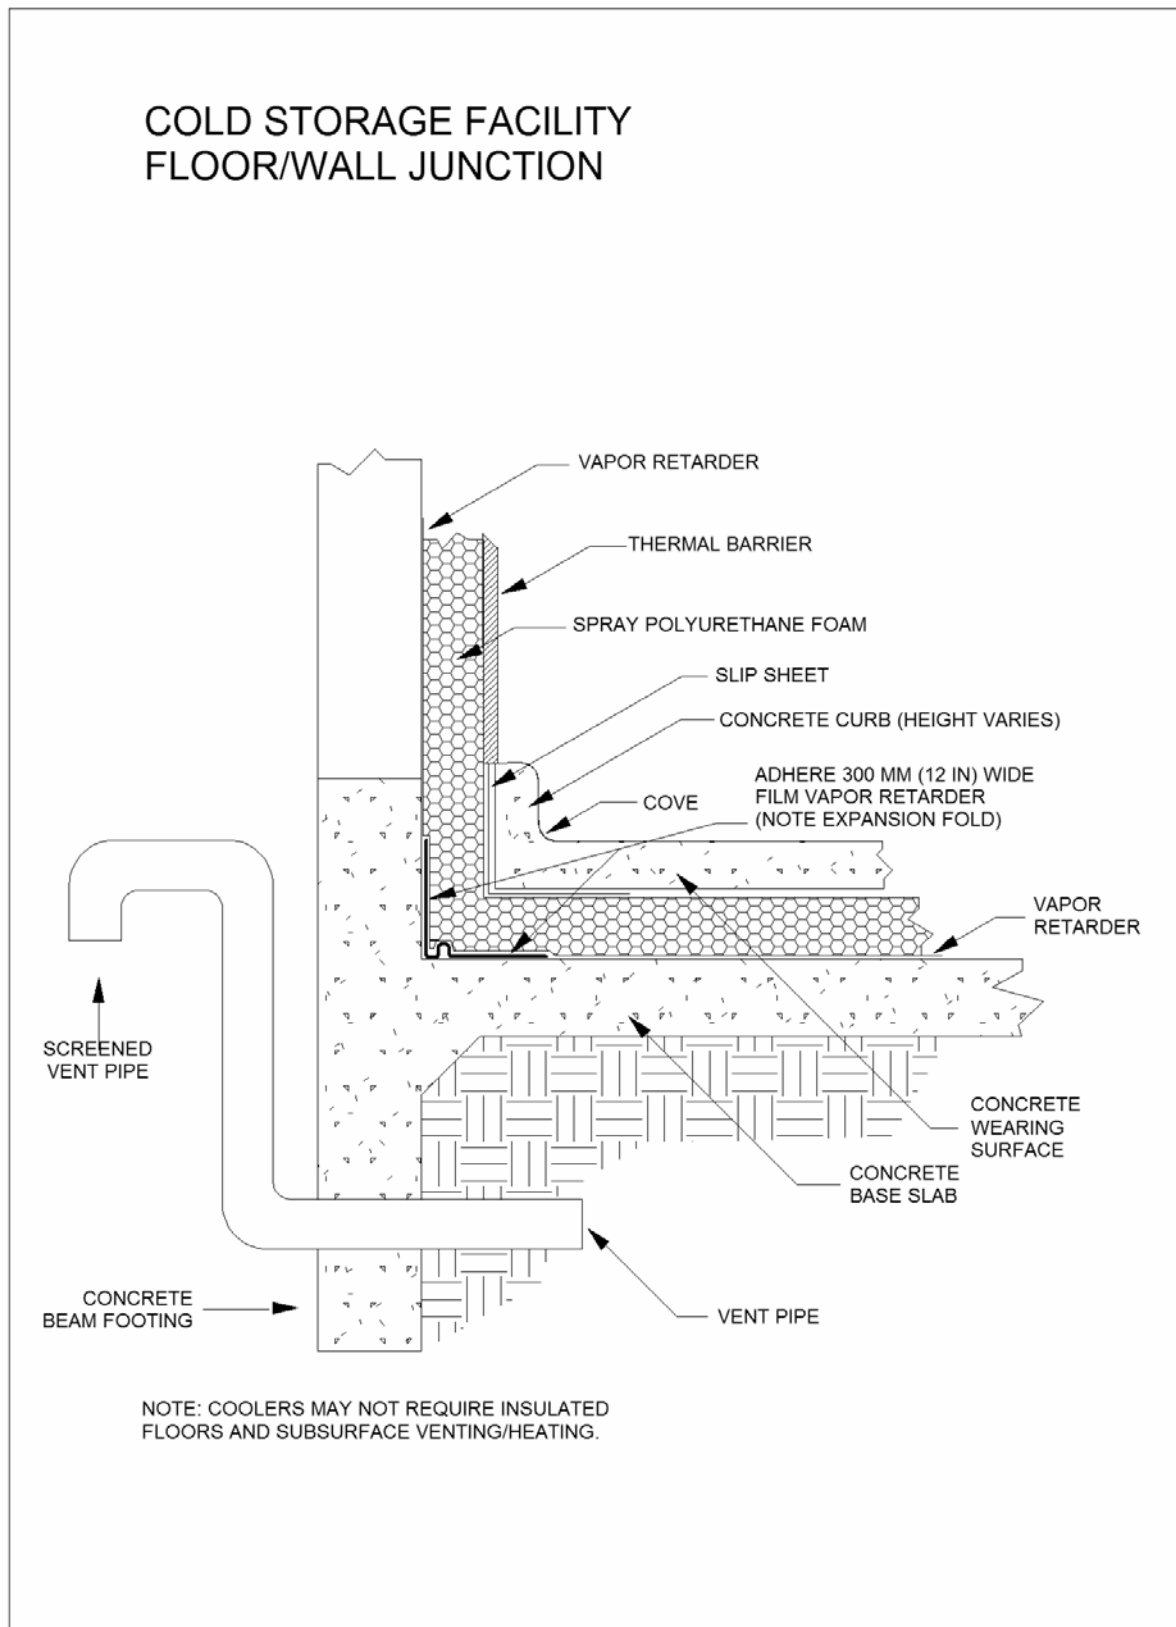 COLD STORAGE FACILITY
FLOOR/WALL JUNCTION
VAPOR RETARDER
THERMAL BARRIER
SPRAY POLYURETHANE FOAM
SLIP SHEET
CONCRETE CURB (HEIGHT VARIES)
ADHERE 300 MM (12 IN) WIDE
FILM VAPOR RETARDER
(NOTE EXPANSION FOLD)
COVE
VAPOR
RETARDER
SCREENED
VENT PIPE
CONCRETE
WEARING
SURFACE
CONCRETE
BASE SLAB
CONCRETE
BEAM FOOTING
VENT PIPE
NOTE: COOLERS MAY NOT REQUIRE INSULATED
FLOORS AND SUBSURFACE VENTING/HEATING.